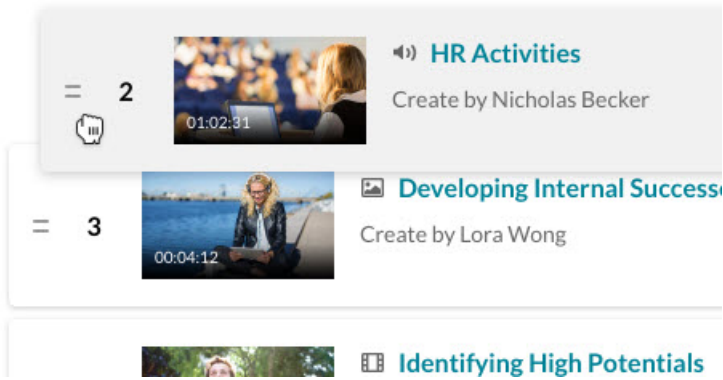 HR Activities
2
01:02:31
Create by Nicholas Becker
Developing Internal
3
00:04:12
Create by Lora Wong
Identifying High Potentials